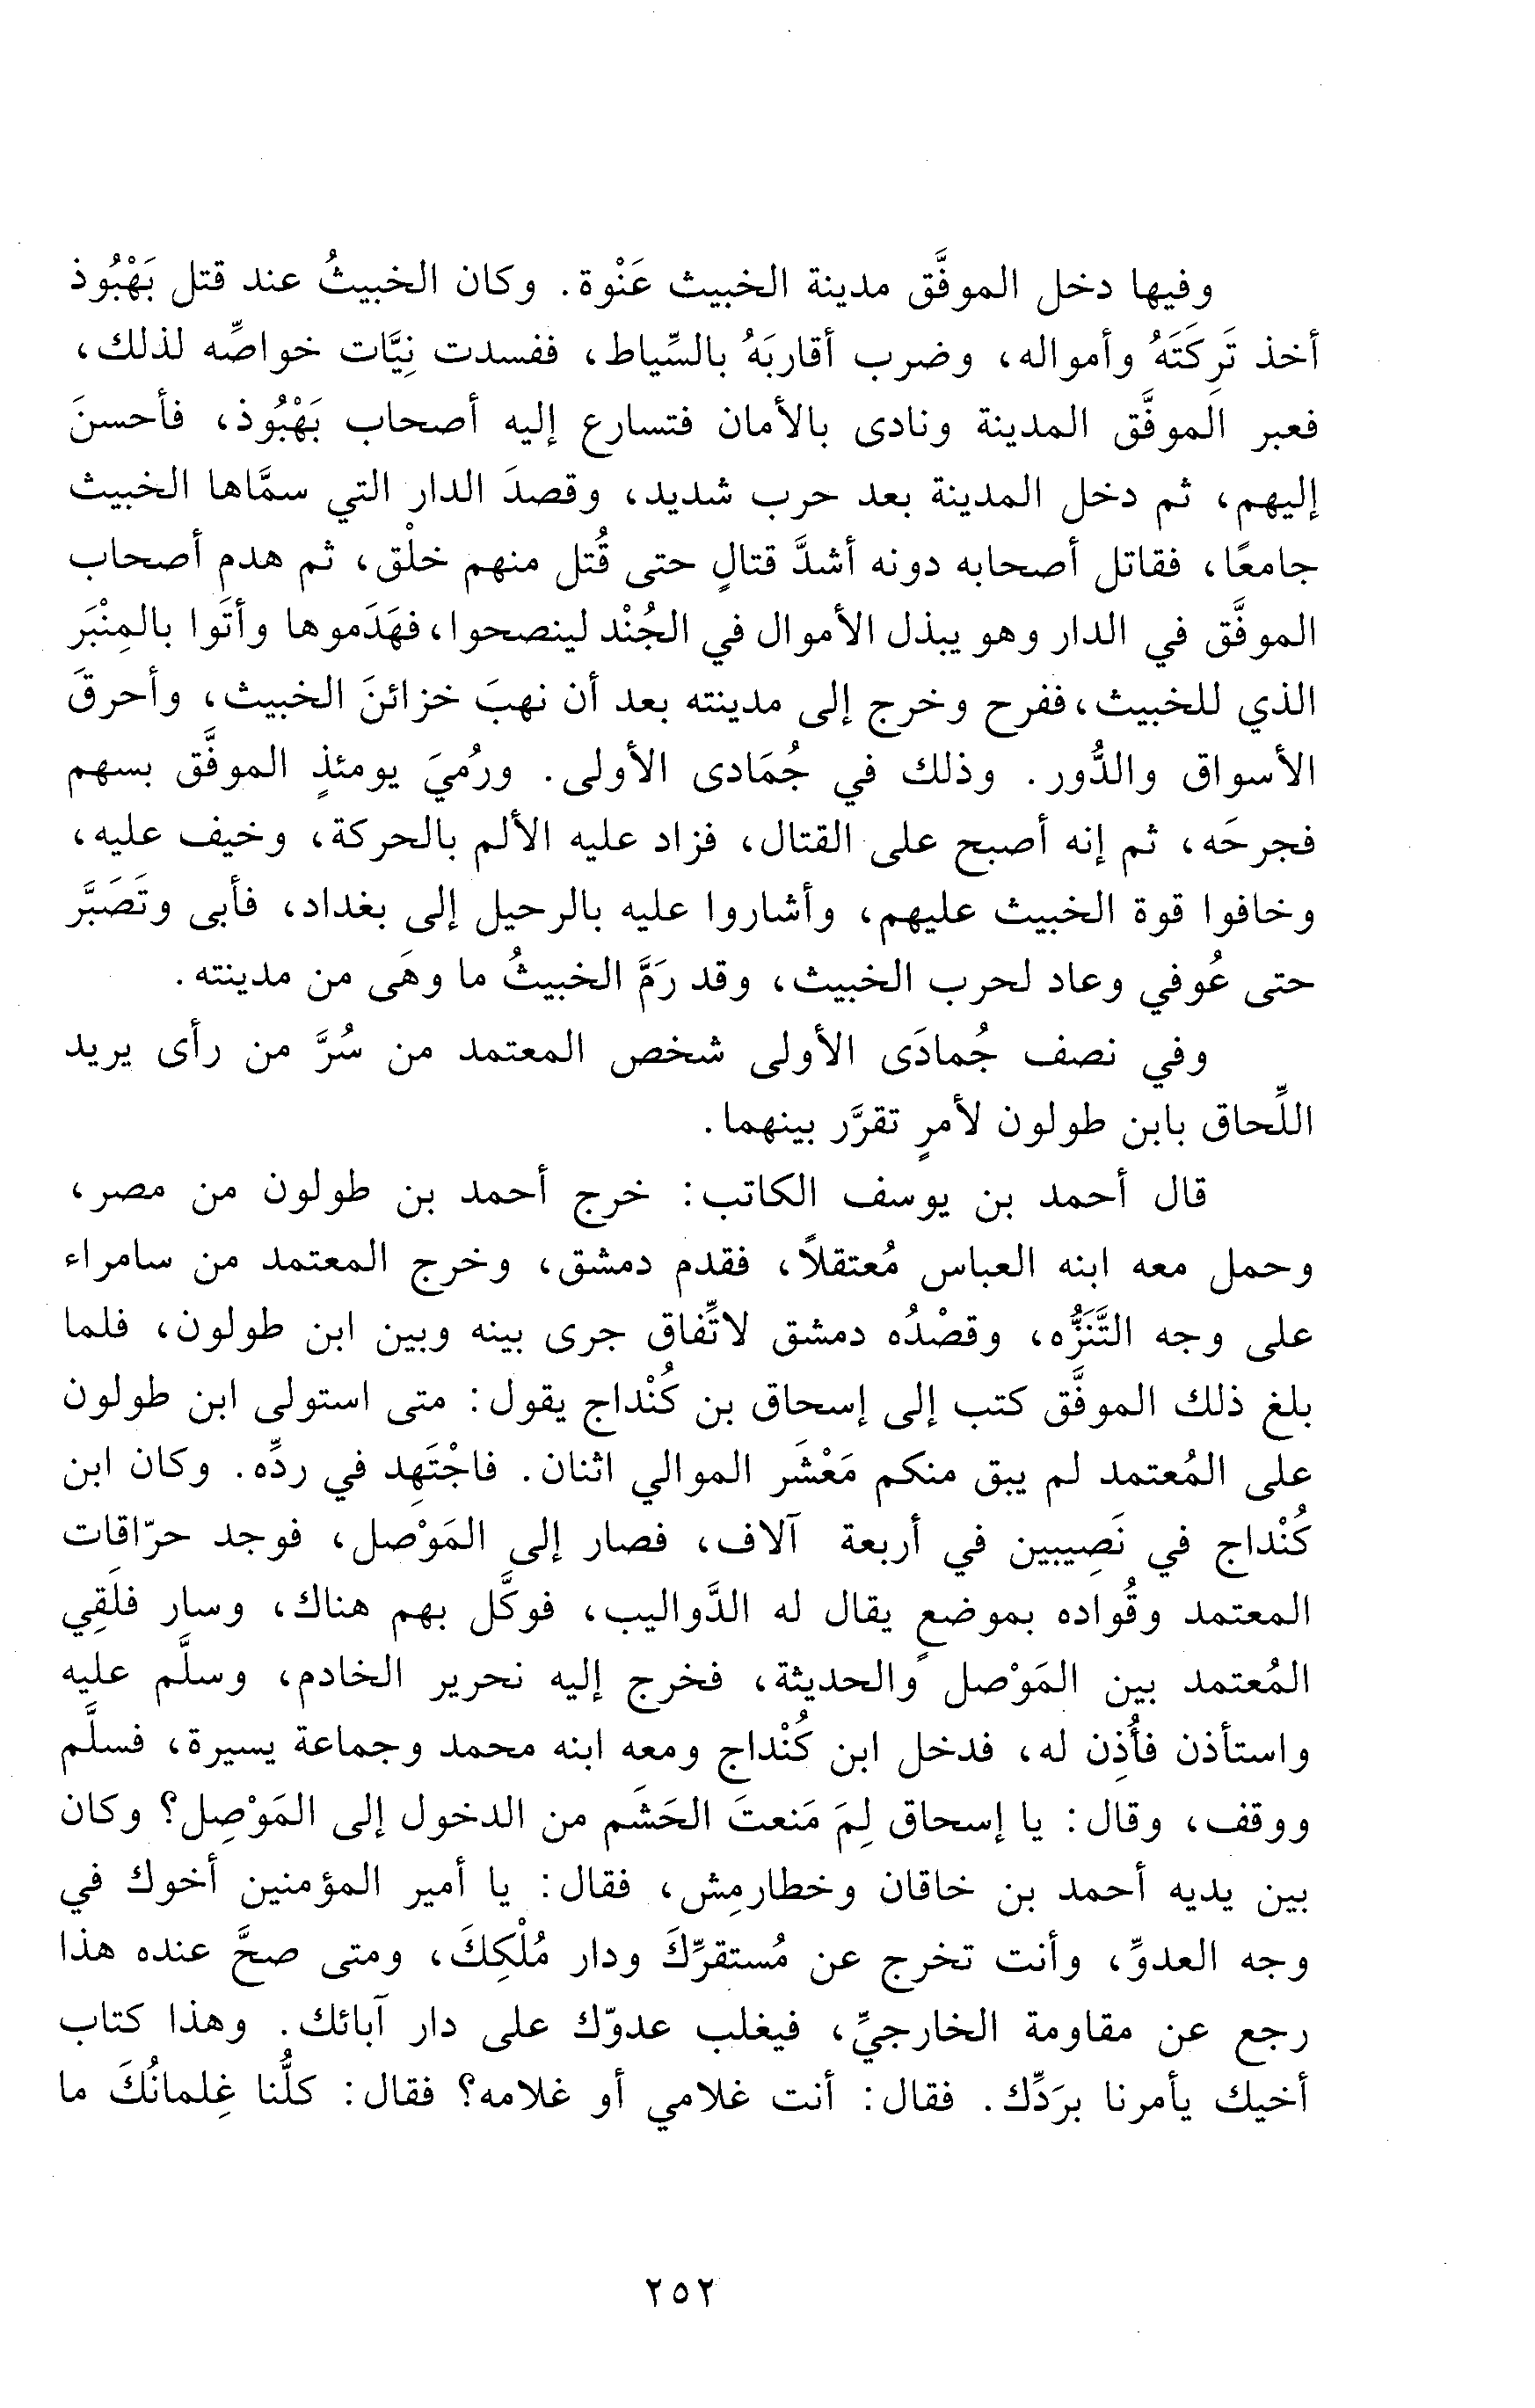 وفيها دخل الموفَّق مدينة الخبيث عَنْوة. وكان الخبيثُ عند قتل بَهْبُوذ
أخذ تَرِكَتَهُ وأمواله، وضرب أقاربَهُ بالسِّياط، ففسدت نِيَّات خواصِّه لذلك،
فعبر الموفَّق المدينة ونادى بالأمان فتسارع إليه أصحاب بَهْبُوذ، فأحسنَ
إليهم، ثم دخل المدينة بعد حرب شديد، وقصدَ الدار التي سمَّاها الخبيث
جامعًا، فقاتل أصحابه دونه أشدَّ قتالٍ حتى قُتل منهم خلْق، ثم هدم أصحاب
الموفَّق في الدار وهو يبذل الأموال في الجُنْد لينصحوا، فهَدَموها وأتَوا بالمِنْبَر
الذي للخبيث، ففرح وخرج إلى مدينته بعد أن نهبَ خزائنَ الخبيث، وأحرقَ
الأسواق والدُّور. وذلك في جُمَادى الأولى. ورُميَ يومئذٍ الموفَّق بسهم
فجرحَه، ثم إنه أصبح على القتال، فزاد عليه الألم بالحركة، وخيف عليه،
وخافوا قوة الخبيث عليهم، وأشاروا عليه بالرحيل إلى بغداد، فأبى وتَصَبَّر
حتى عُوفي وعاد لحرب الخبيث، وقد رَمَّ الخبيثُ ما وهَى من مدينته.
وفي نصف جُمادَى الأولى شخص المعتمد من سُرَّ من رأى يريد
اللِّحاق بابن طولون لأمرٍ تقرَّر بينهما.
قال أحمد بن يوسف الكاتب: خرج أحمد بن طولون من مصر،
وحمل معه ابنه العباس مُعتقلاً، فقدم دمشق، وخرج المعتمد من سامراء
على وجه التَّنَزُّه، وقصْدُه دمشق لاتِّفاق جرى بينه وبين ابن طولون، فلما
بلغ ذلك الموفَّق كتب إلى إسحاق بن كُنْداج يقول: متى استولى ابن طولون
على المُعتمد لم يبق منكم مَعْشَر الموالي اثنان. فاجْتَهِد في ردِّه. وكان ابن
كُنْداج في نَصِيبين في أربعة آلاف، فصار إلى المَوْصل، فوجد حرّاقات
المعتمد وقُواده بموضعٍ يقال له الدَّواليب، فوكَّل بهم هناك، وسار فلَقِي
المُعتمد بين المَوْصل والحديثة، فخرج إليه نحرير الخادم، وسلَّم عليه
واستأذن فأُذِن له، فدخل ابن كُنْداج ومعه ابنه محمد وجماعة يسيرة، فسلَّم
ووقف، وقال: يا إسحاق لِمَ مَنعتَ الحَشَم من الدخول إلى المَوْصِل؟ وكان
بين يديه أحمد بن خاقان وخطارمِش، فقال: يا أمير المؤمنين أخوك في
وجه العدوِّ، وأنت تخرج عن مُستقرِّكَ ودار مُلْكِكَ، ومتى صحَّ عنده هذا
رجع عن مقاومة الخارجيِّ، فيغلب عدوّك على دار آبائك. وهذا كتاب
أخيك يأمرنا برَدِّك. فقال: أنت غلامي أو غلامه؟ فقال: كلُّنا غِلمانُكَ ما
٢٥٢